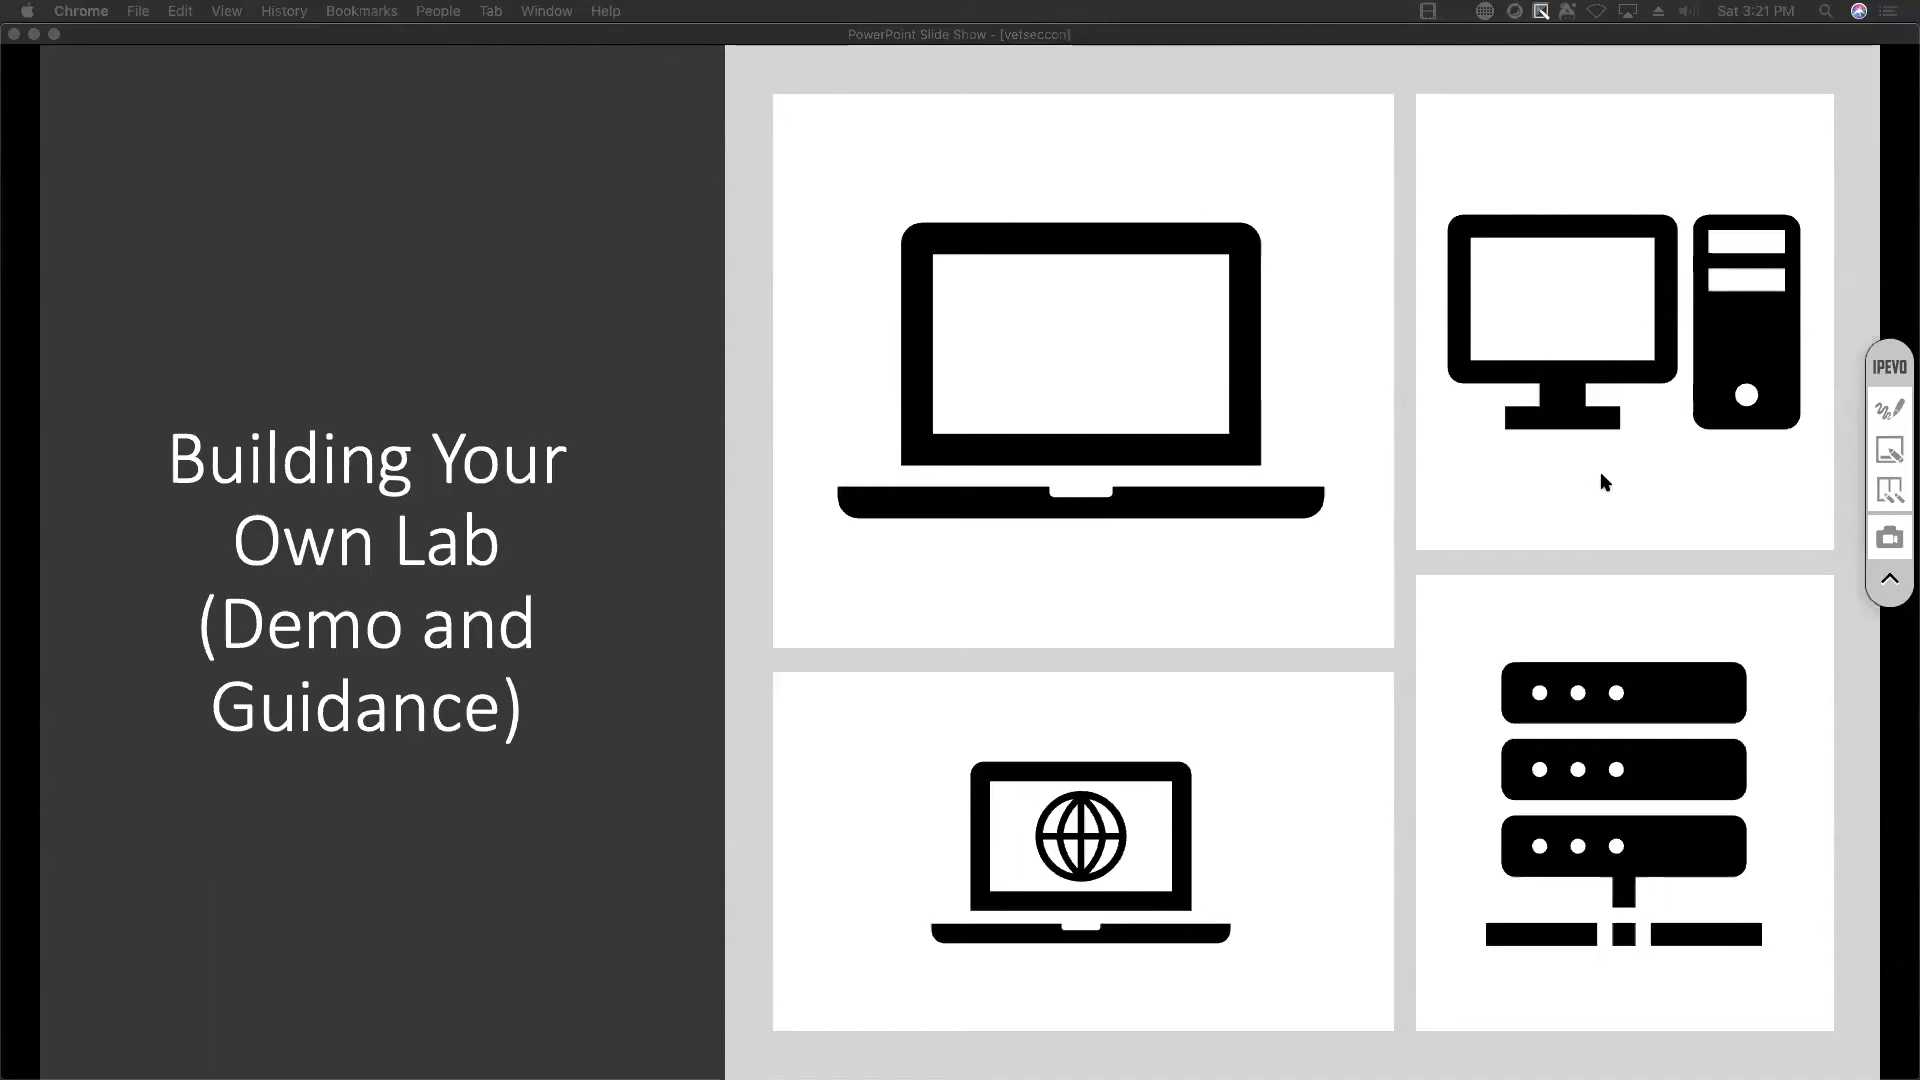 Chrome File Edit View History Bookmarks People Tab Window Help Sat 3:21 PM
PowerPoint Slide Show - [vetseccon]
Building Your
Own Lab
(Demo and
Guidance)
IPEVO